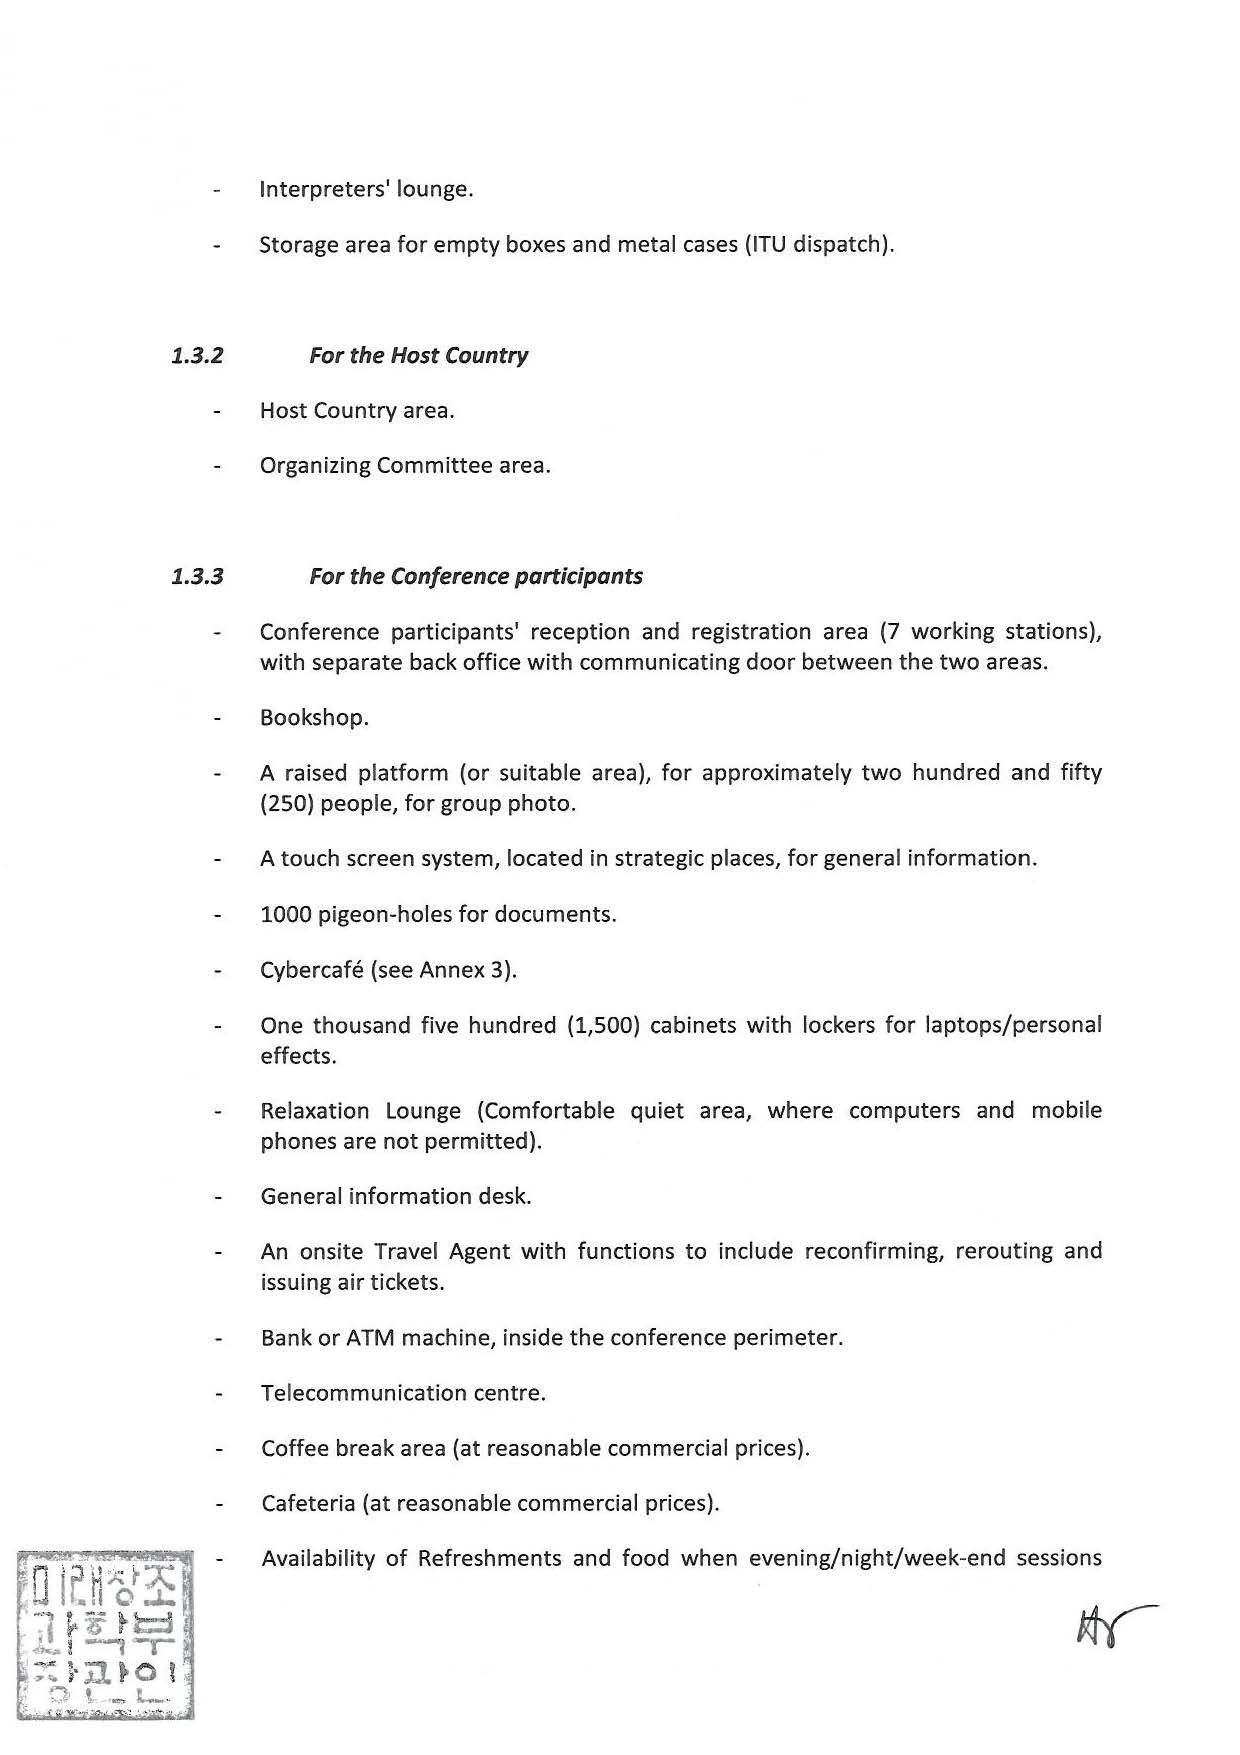 - Interpreters' lounge.
- Storage area for empty boxes and metal cases (ITU dispatch).
1.3.2 For the Host Country
- Host Country area.
- Organizing Committee area.
1.3.3 For the Conference participants
- Conference participants' reception and registration area (7 working stations),
with separate back office with communicating door between the two areas.
- Bookshop.
- A raised platform (or suitable area), for approximately two hundred and fifty
(250) people, for group photo.
- A touch screen system, located in strategic places, for general information.
- 1000 pigeon-holes for documents.
- Cybercafé (see Annex 3).
- One thousand five hundred (1,500) cabinets with lockers for laptops/personal
effects.
- Relaxation Lounge (Comfortable quiet area, where computers and mobile
phones are not permitted).
- General information desk.
- An onsite Travel Agent with functions to include reconfirming, rerouting and
issuing air tickets.
- Bank or ATM machine, inside the conference perimeter.
- Telecommunication centre.
- Coffee break area (at reasonable commercial prices).
- Cafeteria (at reasonable commercial prices).
- Availability of Refreshments and food when evening/night/week-end sessions
미래창조
과학부
장관인